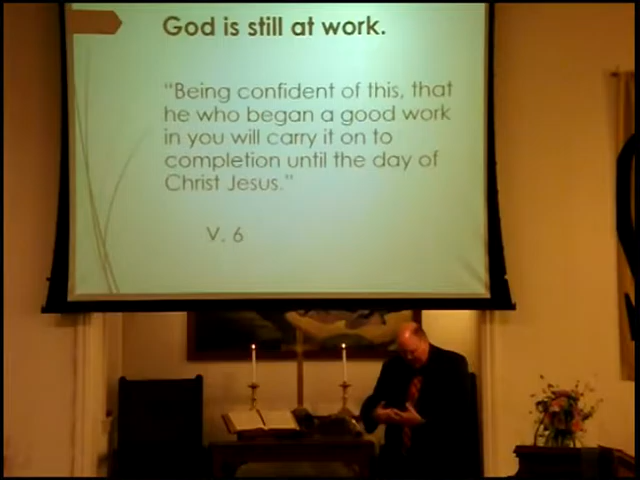 God is still at work.
“Being confident of this, that
he who began a good work
in you will carry it on to
completion until the day of
Christ Jesus.”
V. 6